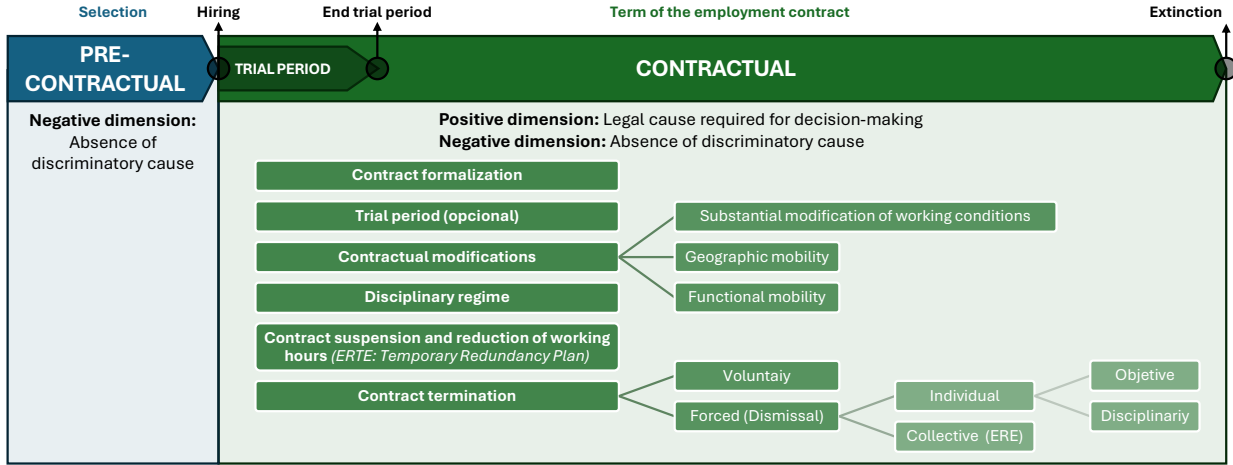 Selection
Hiring
End trial period
Term of the employment contract
Extinction
PRE-
CONTRACTUAL
TRIAL PERIOD
CONTRACTUAL
Negative dimension:
Absence of
discriminatory cause
Positive dimension: Legal cause required for decision-making
Negative dimension: Absence of discriminatory cause
Contract formalization
Trial period (opcional)
Substantial modification of working conditions
Contractual modifications
Geographic mobility
Disciplinary regime
Functional mobility
Contract suspension and reduction of working
hours (ERTE: Temporary Redundancy Plan)
Contract termination
Voluntaiy
Forced (Dismissal)
Individual
Collective (ERE)
Objetive
Disciplinariy